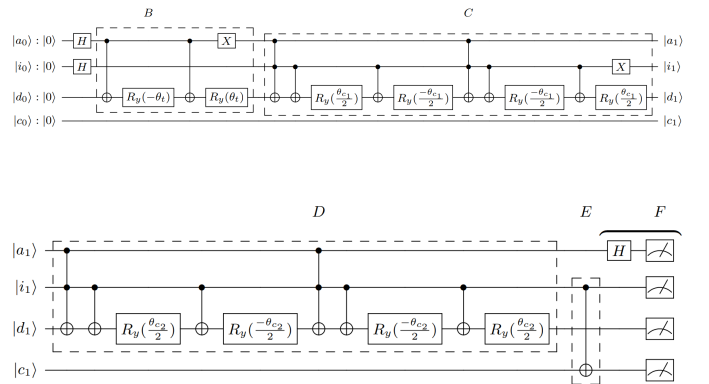 B C
|a₀⟩ : |0⟩ H X |a₁⟩
|i₀⟩ : |0⟩ H X |i₁⟩
|d₀⟩ : |0⟩ R_y(−θ_t) R_y(θ_t) R_y(θ_{c₁}/2) R_y(−θ_{c₁}/2) R_y(−θ_{c₁}/2) R_y(θ_{c₁}/2) |d₁⟩
|c₀⟩ : |0⟩ |c₁⟩
D E F
|a₁⟩ H
|i₁⟩
|d₁⟩ R_y(θ_{c₂}/2) R_y(−θ_{c₂}/2) R_y(−θ_{c₂}/2) R_y(θ_{c₂}/2)
|c₁⟩